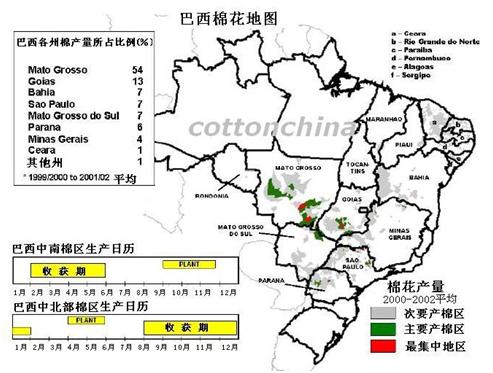 巴西棉花地图
巴西各州棉产量所占比例(%)
Mato Grosso 54
Goias 13
Bahia 7
Sao Paulo 7
Mato Grosso do Sul 7
Parana 6
Minas Gerais 4
Ceara 1
其他州 1
* 1999/2000 to 2001/02 平均
a - Ceara
b - Rio Grande do Norte
c - Paraiba
d - Pernambuco
e - Alagoas
f - Sergipo
cottonchina
MARANHAO
PIAUI
a
b
c
d
e
f
MATO GROSSO
TOCAN-
TINS
BAHIA
RONDONIA
GOIAS
MATO GROSSO
DO SUL
MINAS
GERAIS
SAO
PAULO
PARANA
巴西中南棉区生产日历
PLANT
收 获 期
1月 2月 3月 4月 5月 6月 7月 8月 9月 10月 11月 12月
巴西中北部棉区生产日历
PLANT
收 获 期
1月 2月 3月 4月 5月 6月 7月 8月 9月 10月 11月 12月
棉花产量
2000-2002平均
次要产棉区
主要产棉区
最集中地区